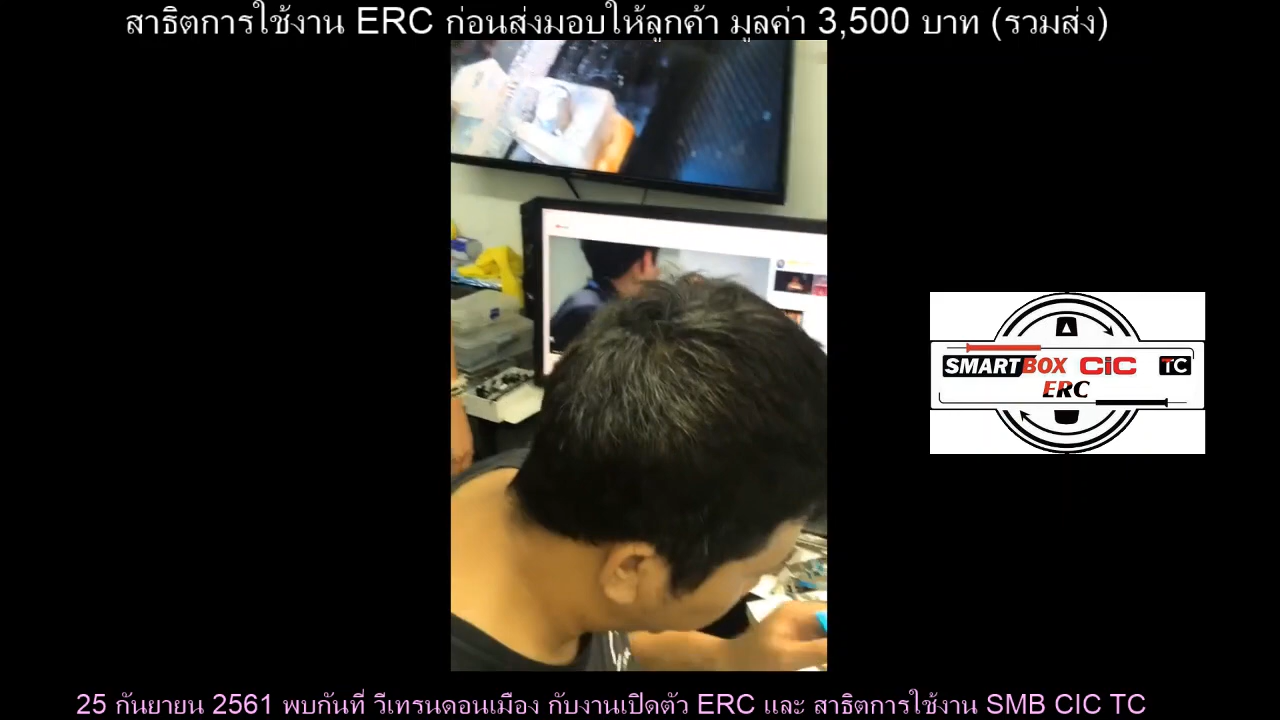 สาธิตการใช้งาน ERC ก่อนส่งมอบให้ลูกค้า มูลค่า 3,500 บาท (รวมส่ง)
SMARTBOX CiC TC
ERC
25 กันยายน 2561 พบกันที่ วีเทรนดอนเมือง กับงานเปิดตัว ERC และ สาธิตการใช้งาน SMB CIC TC